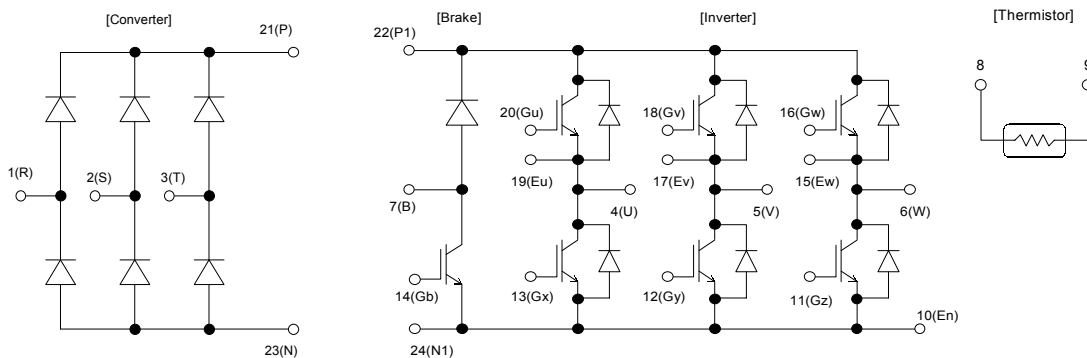 [Converter]
[Brake]
[Inverter]
[Thermistor]
21(P)
22(P1)
8
9
20(Gu)
18(Gv)
16(Gw)
1(R)
2(S)
3(T)
19(Eu)
17(Ev)
15(Ew)
7(B)
4(U)
5(V)
6(W)
14(Gb)
13(Gx)
12(Gy)
11(Gz)
10(En)
23(N)
24(N1)